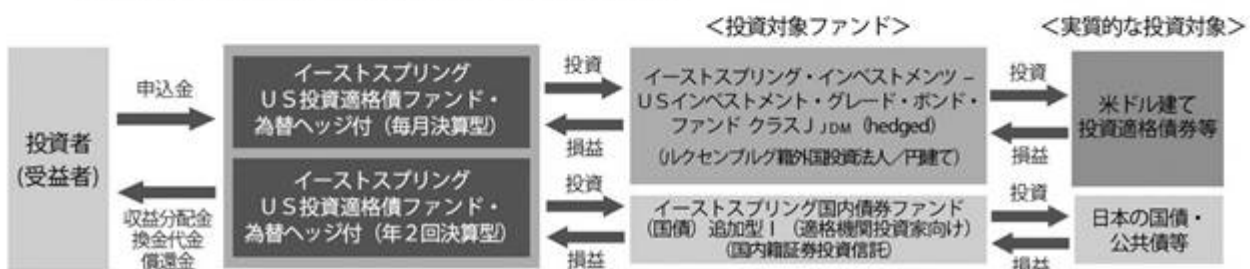 ＜投資対象ファンド＞
＜実質的な投資対象＞
投資者
(受益者)
申込金
収益分配金
換金代金
償還金
イーストスプリング
ＵＳ投資適格債ファンド・
為替ヘッジ付（毎月決算型）
イーストスプリング
ＵＳ投資適格債ファンド・
為替ヘッジ付（年２回決算型）
投資
損益
投資
損益
イーストスプリング・インベストメンツ－
ＵＳインベストメント・グレード・ボンド・
ファンド クラスＪ JDM（hedged）
（ルクセンブルグ籍外国投資法人／円建て）
イーストスプリング国内債券ファンド
（国債）追加型Ｉ（適格機関投資家向け）
（国内籍証券投資信託）
投資
損益
投資
損益
米ドル建て
投資適格債券等
日本の国債・
公共債等